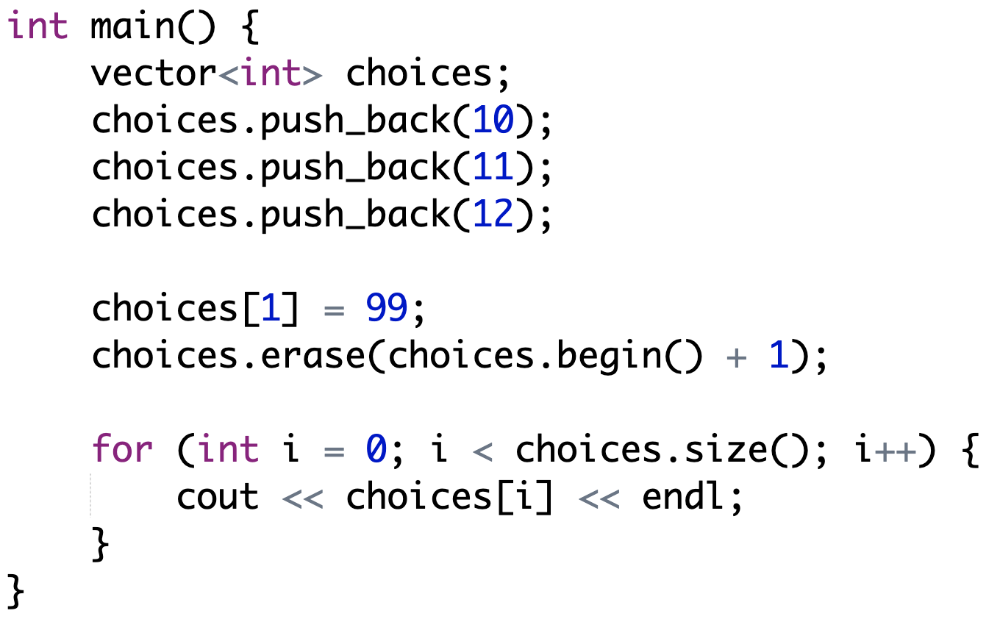 int main() {
    vector<int> choices;
    choices.push_back(10);
    choices.push_back(11);
    choices.push_back(12);

    choices[1] = 99;
    choices.erase(choices.begin() + 1);

    for (int i = 0; i < choices.size(); i++) {
        cout << choices[i] << endl;
    }
}